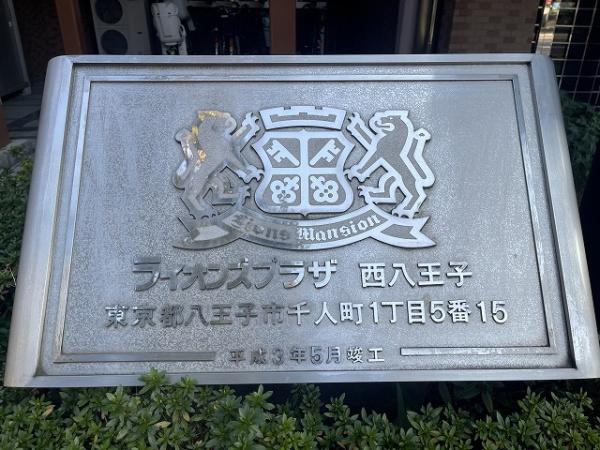 Lions Mansion
ライオンズプラザ 西八王子
東京都八王子市千人町1丁目5番15
平成3年5月竣工